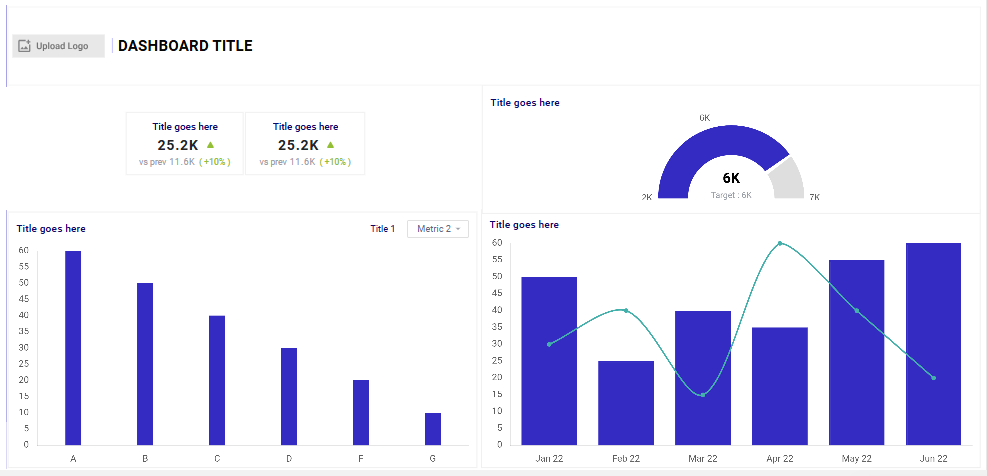 Upload Logo
DASHBOARD TITLE
Title goes here
25.2K
vs prev 11.6K (+10%)
Title goes here
25.2K
vs prev 11.6K (+10%)
Title goes here
6K
6K
Target : 6K
2K
7K
Title goes here
Title 1
Metric 2
60
55
50
45
40
35
30
25
20
15
10
5
0
A
B
C
D
F
G
Title goes here
60
55
50
45
40
35
30
25
20
15
10
5
0
Jan 22
Feb 22
Mar 22
Apr 22
May 22
Jun 22